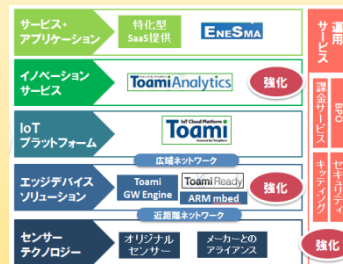 サービス・
アプリケーション
特化型
SaaS提供
ENESMA
イノベーション
サービス
ToamiAnalytics
強化
IoT
プラットフォーム
IoT Cloud Platform
Toami
広域ネットワーク
エッジデバイス
ソリューション
Toami
GW Engine
Toami Ready
ARM mbed
強化
近距離ネットワーク
センサー
テクノロジー
オリジナル
センサー
メーカーとの
アライアンス
強化
運用
サービス
課金サービス
BPO
キッティング
セキュリティ